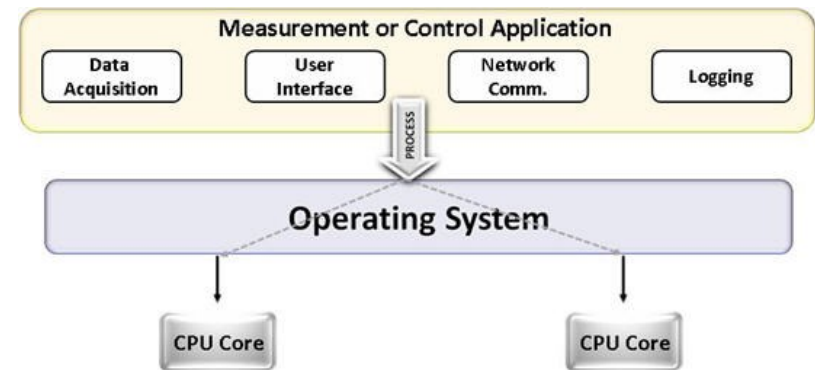 Measurement or Control Application
Data
Acquisition
User
Interface
Network
Comm.
Logging
PROCESS
Operating System
CPU Core
CPU Core